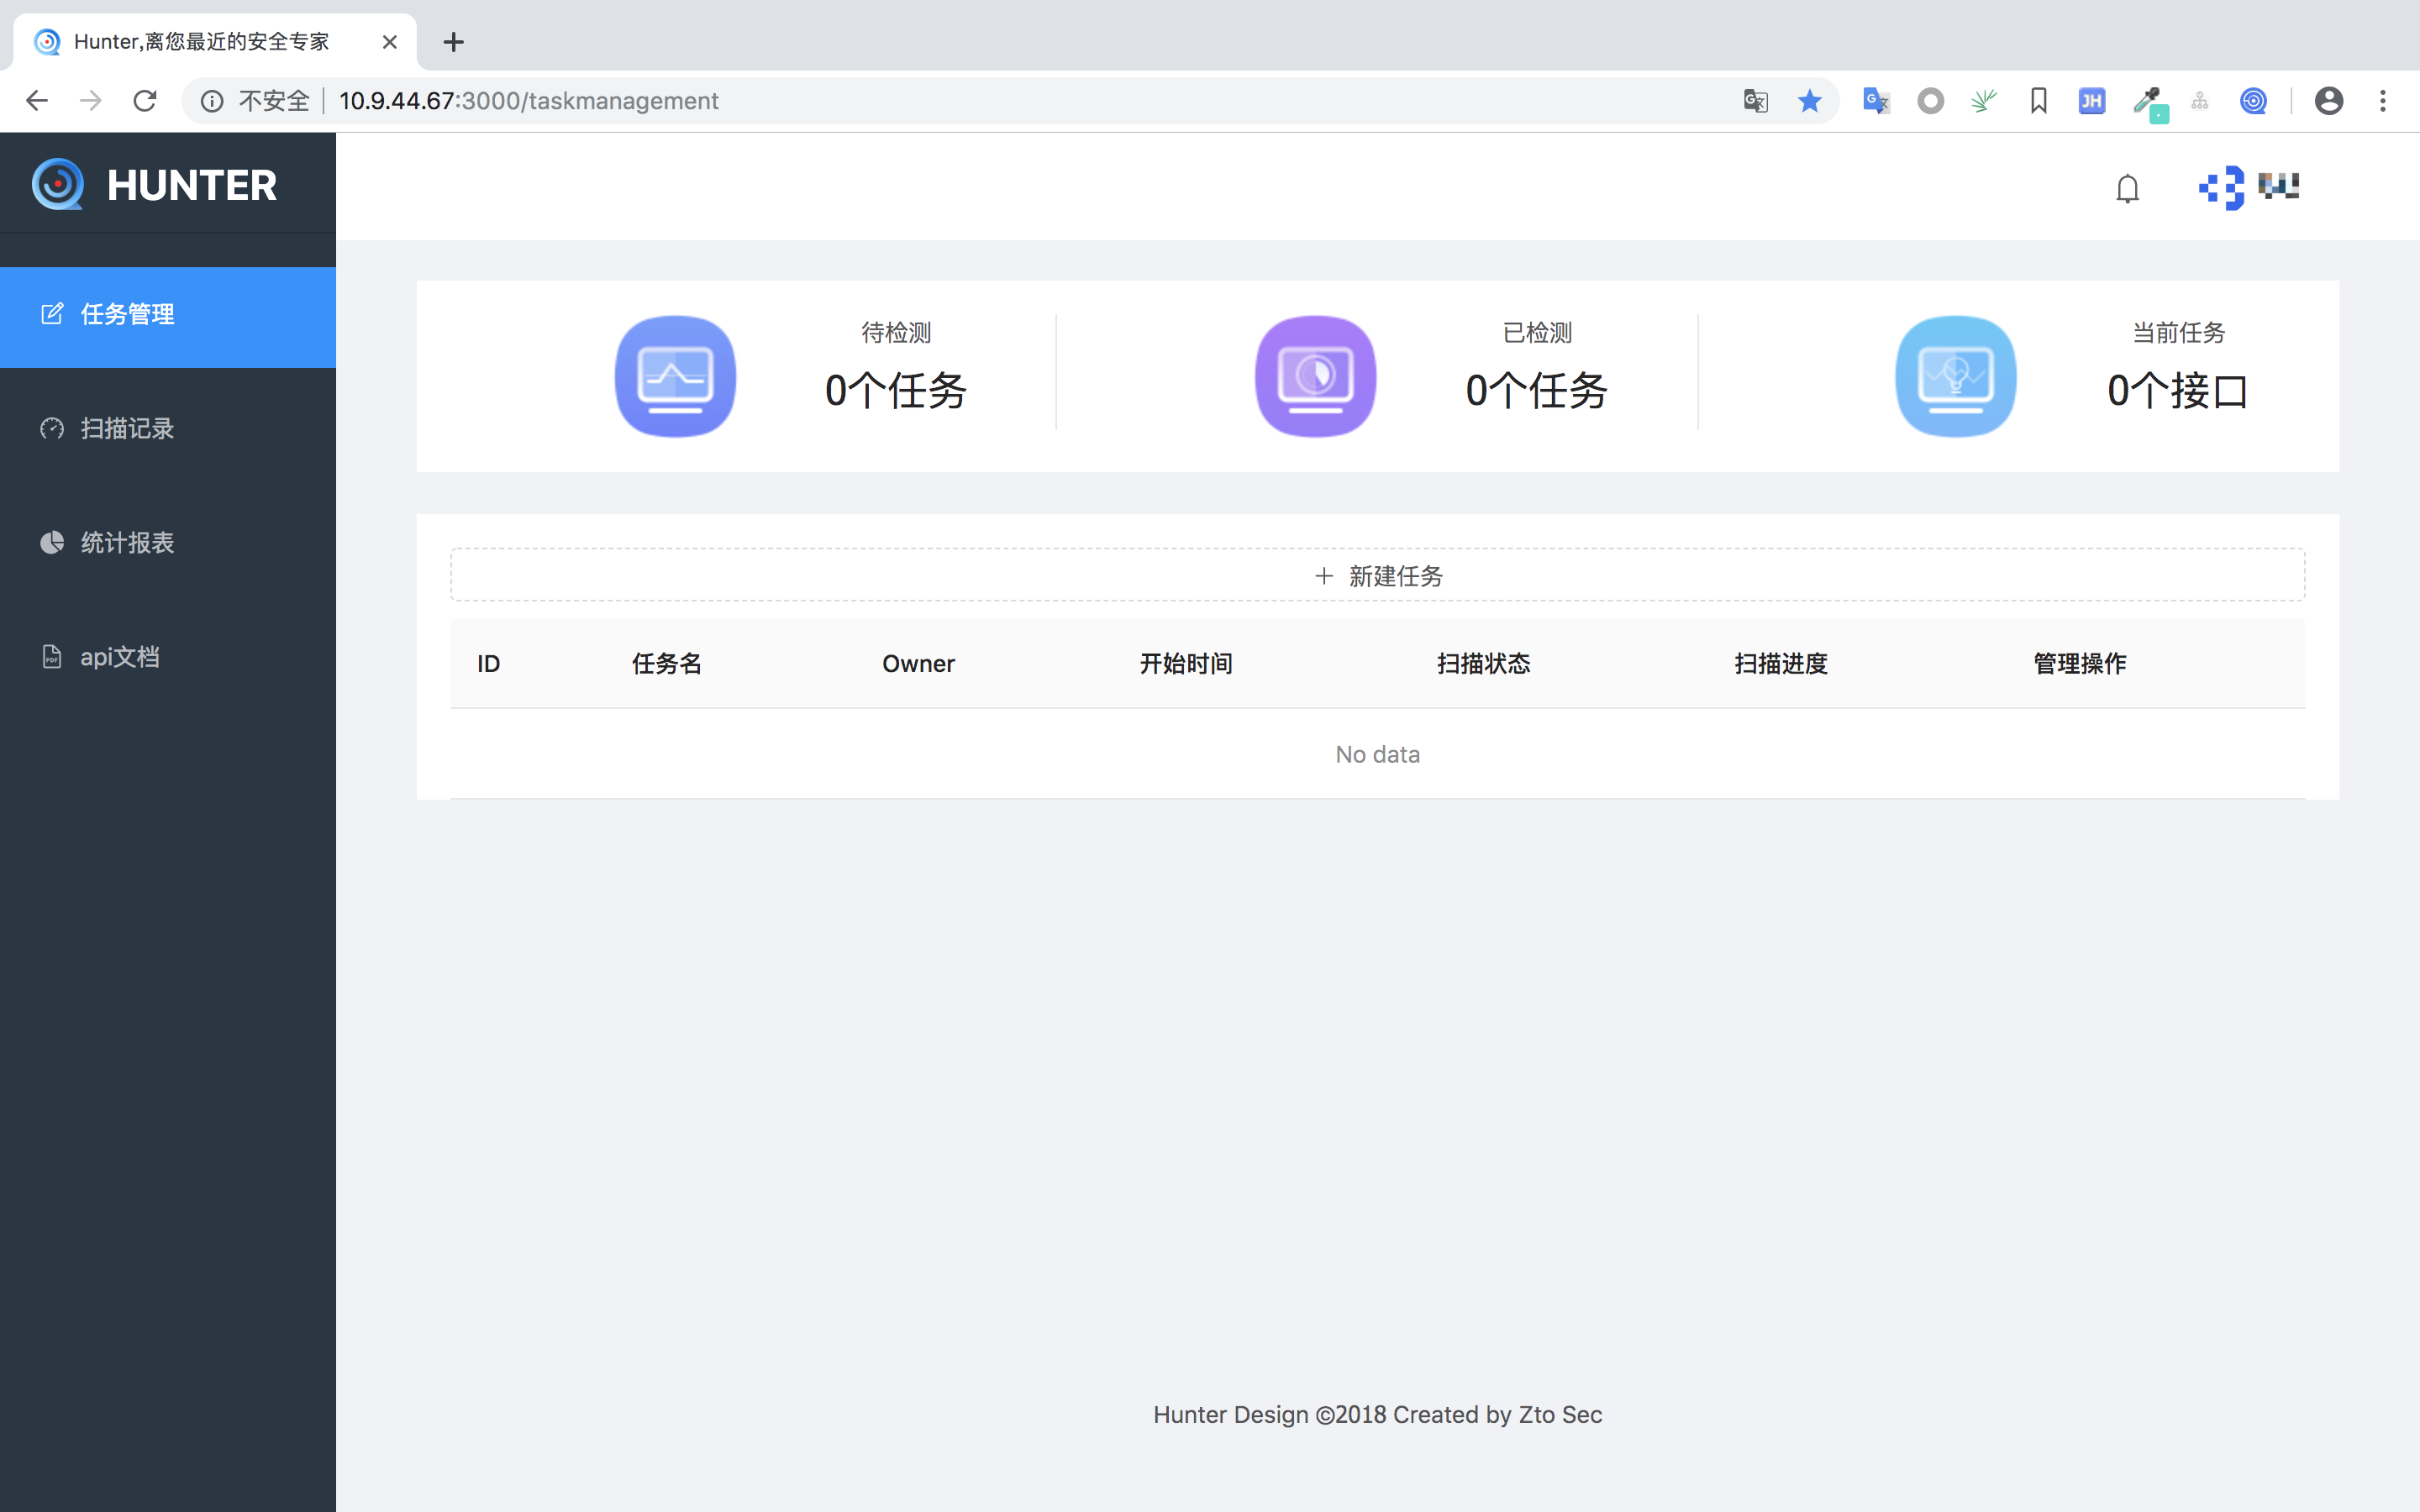 Hunter,离您最近的安全专家
不安全 10.9.44.67:3000/taskmanagement
JH
HUNTER
任务管理
扫描记录
统计报表
api文档
待检测
0个任务
已检测
0个任务
当前任务
0个接口
+ 新建任务
ID 任务名 Owner 开始时间 扫描状态 扫描进度 管理操作
No data
Hunter Design ©2018 Created by Zto Sec